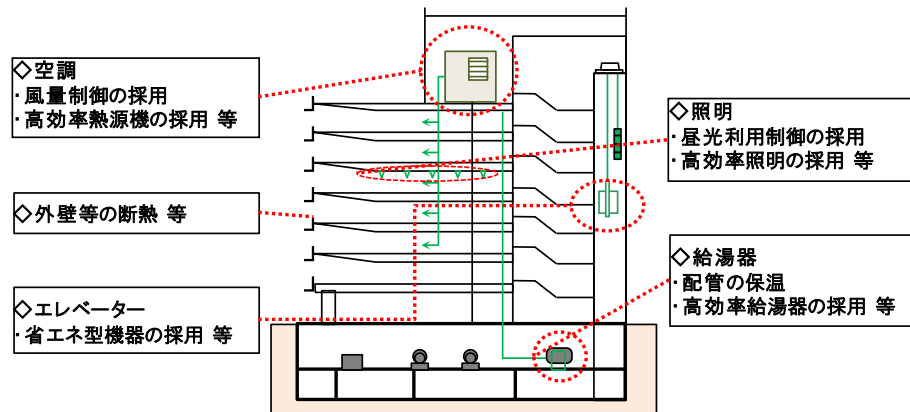 ◇空調
・風量制御の採用
・高効率熱源機の採用 等
◇外壁等の断熱 等
◇エレベーター
・省エネ型機器の採用 等
◇照明
・昼光利用制御の採用
・高効率照明の採用 等
◇給湯器
・配管の保温
・高効率給湯器の採用 等